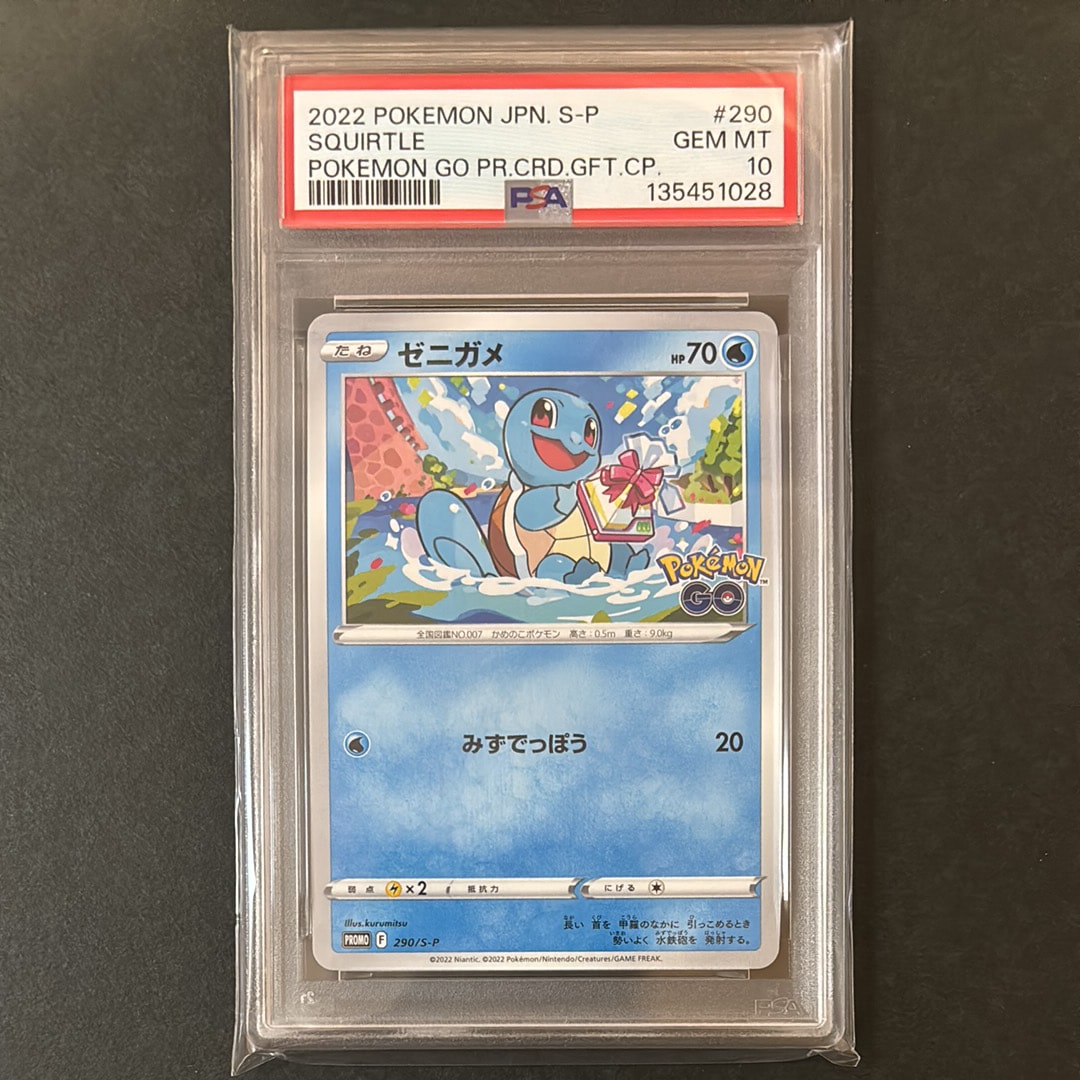 2022 POKEMON JPN. S-P #290
SQUIRTLE GEM MT
POKEMON GO PR.CRD.GFT.CP. 10
PSA 135451028
たね ゼニガメ HP70
POKÉMON™
GO
全国図鑑NO.007 かめのこポケモン 高さ:0.5m 重さ:9.0kg
みずでっぽう 20
弱点 ×2 抵抗力 にげる
Illus.kurumitsu
長い 首を 甲羅のなかに 引っこめるとき
勢いよく 水鉄砲を 発射する。
PROMO F 290/S-P
©2022 Niantic. ©2022 Pokémon/Nintendo/Creatures/GAME FREAK.
PSA